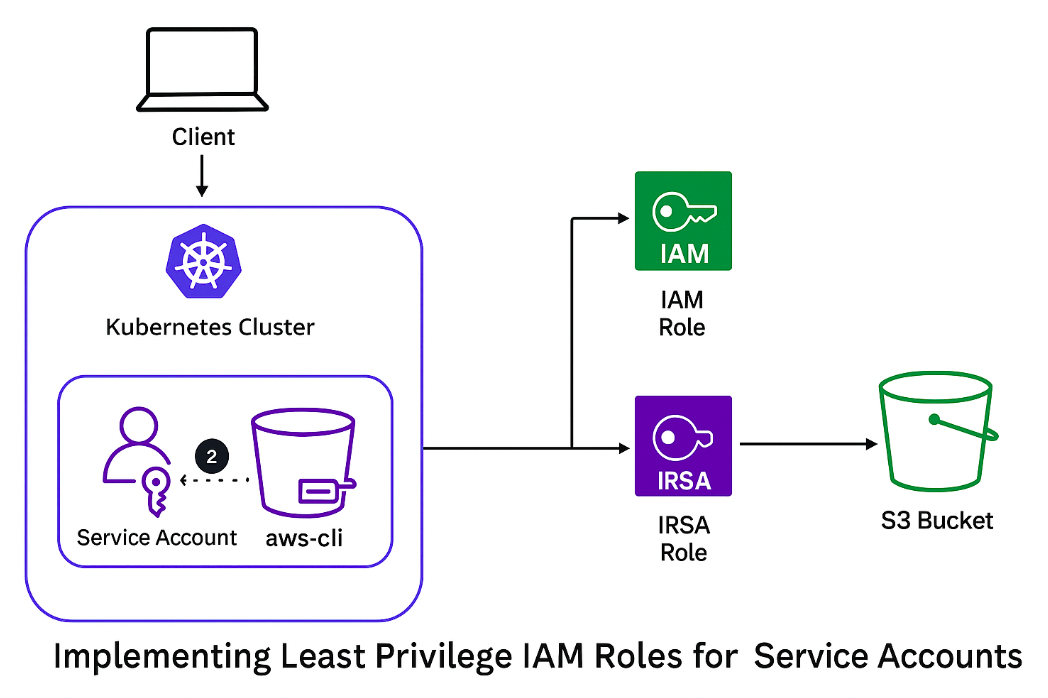 Client
Kubernetes Cluster
2
Service Account
aws-cli
IAM
IAM
Role
IRSA
IRSA
Role
S3 Bucket
Implementing Least Privilege IAM Roles for Service Accounts